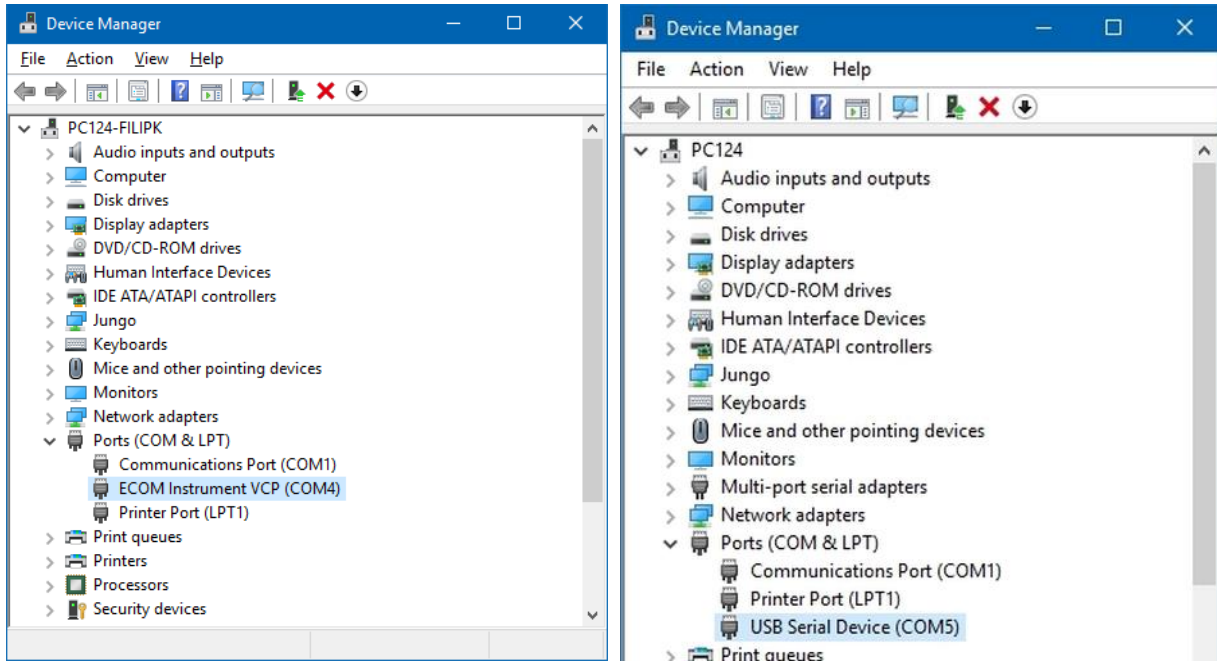 Device Manager
File Action View Help
PC124-FILIPK
Audio inputs and outputs
Computer
Disk drives
Display adapters
DVD/CD-ROM drives
Human Interface Devices
IDE ATA/ATAPI controllers
Jungo
Keyboards
Mice and other pointing devices
Monitors
Network adapters
Ports (COM & LPT)
Communications Port (COM1)
ECOM Instrument VCP (COM4)
Printer Port (LPT1)
Print queues
Printers
Processors
Security devices
Device Manager
File Action View Help
PC124
Audio inputs and outputs
Computer
Disk drives
Display adapters
DVD/CD-ROM drives
Human Interface Devices
IDE ATA/ATAPI controllers
Jungo
Keyboards
Mice and other pointing devices
Monitors
Multi-port serial adapters
Network adapters
Ports (COM & LPT)
Communications Port (COM1)
Printer Port (LPT1)
USB Serial Device (COM5)
Print queues